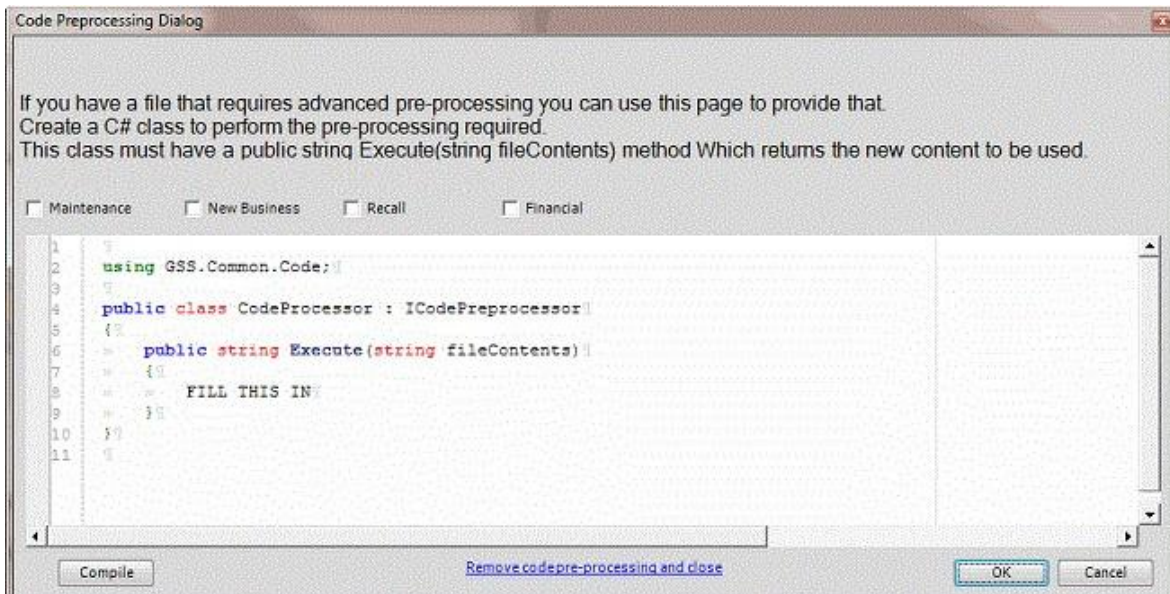 Code Preprocessing Dialog
If you have a file that requires advanced pre-processing you can use this page to provide that.
Create a C# class to perform the pre-processing required.
This class must have a public string Execute(string fileContents) method Which returns the new content to be used.
Maintenance New Business Recall Financial
1
2 using GSS.Common.Code;
3
4 public class CodeProcessor : ICodePreprocessor
5 {
6 public string Execute(string fileContents)
7 {
8 FILL THIS IN
9 }
10 }
11
Compile Remove codepre-processing and close OK Cancel